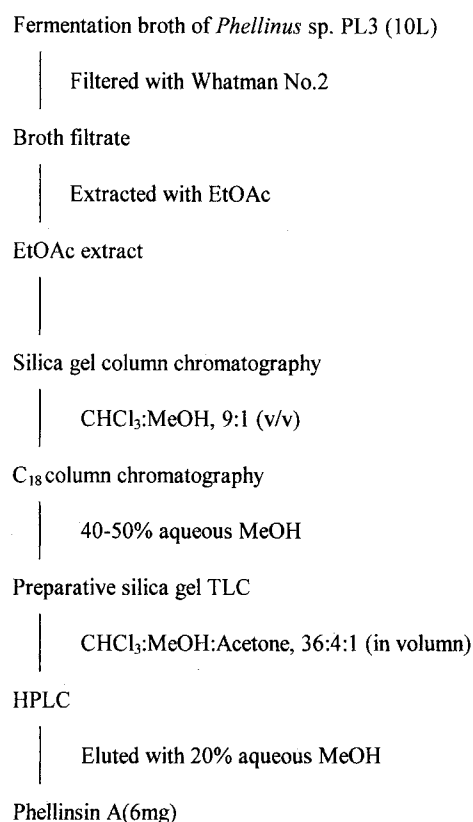 Fermentation broth of Phellinus sp. PL3 (10L)
Filtered with Whatman No.2
Broth filtrate
Extracted with EtOAc
EtOAc extract
Silica gel column chromatography
CHCl₃:MeOH, 9:1 (v/v)
C₁₈ column chromatography
40-50% aqueous MeOH
Preparative silica gel TLC
CHCl₃:MeOH:Acetone, 36:4:1 (in volumn)
HPLC
Eluted with 20% aqueous MeOH
Phellinsin A(6mg)